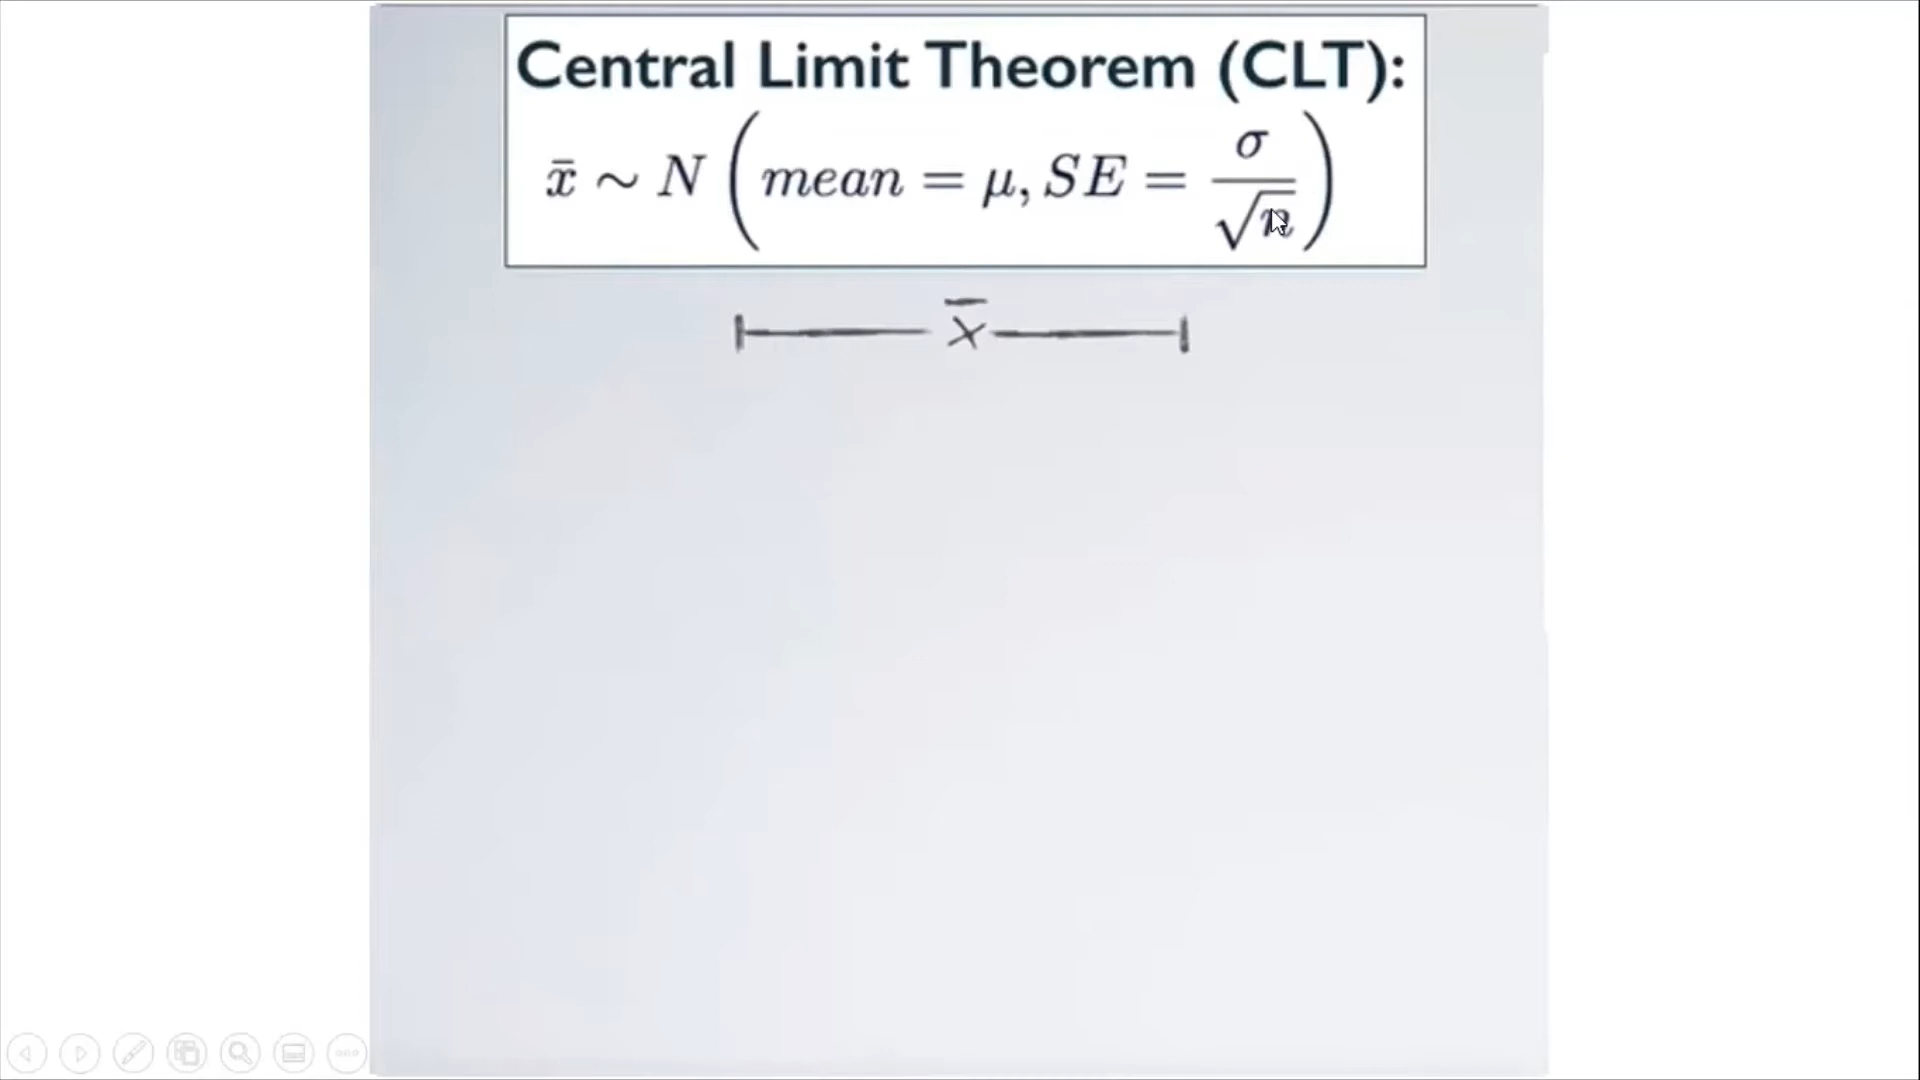 Central Limit Theorem (CLT):
x̄ ~ N (mean = μ, SE = σ/√n)
x̄